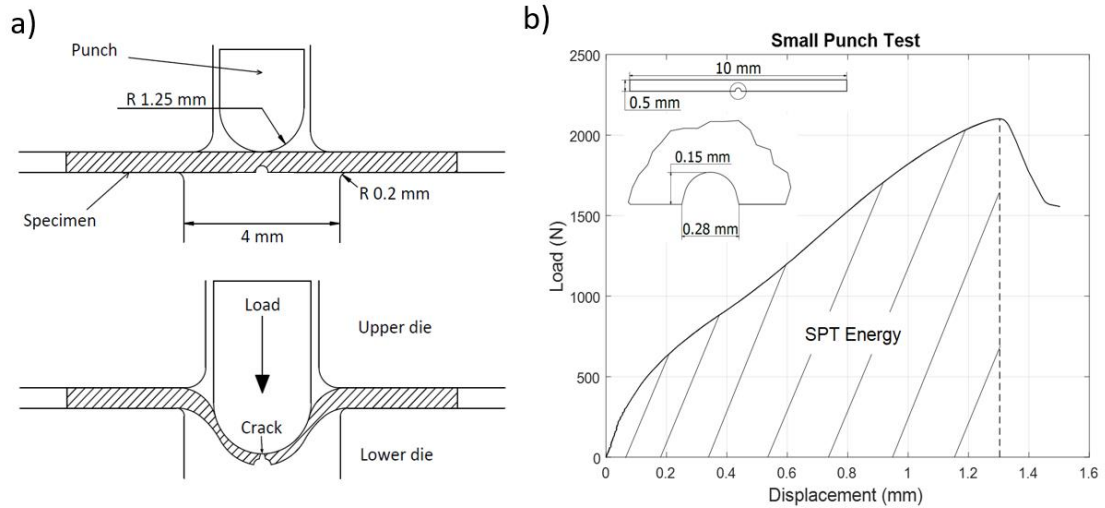 a)
Punch
R 1.25 mm
Specimen
R 0.2 mm
4 mm
Load
Upper die
Crack
Lower die
b)
Small Punch Test
2500
2000
1500
1000
500
0
Load (N)
10 mm
0.5 mm
0.15 mm
0.28 mm
SPT Energy
0 0.2 0.4 0.6 0.8 1 1.2 1.4 1.6
Displacement (mm)